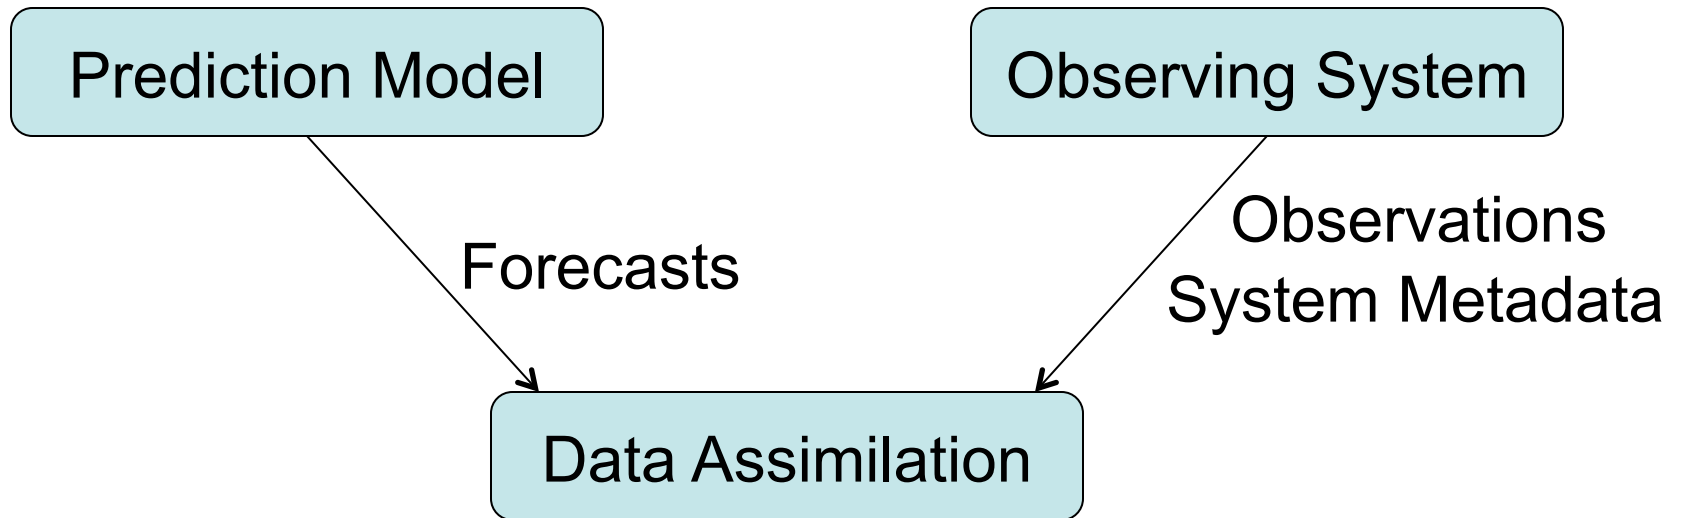 Prediction Model
Observing System
Forecasts
Observations
System Metadata
Data Assimilation